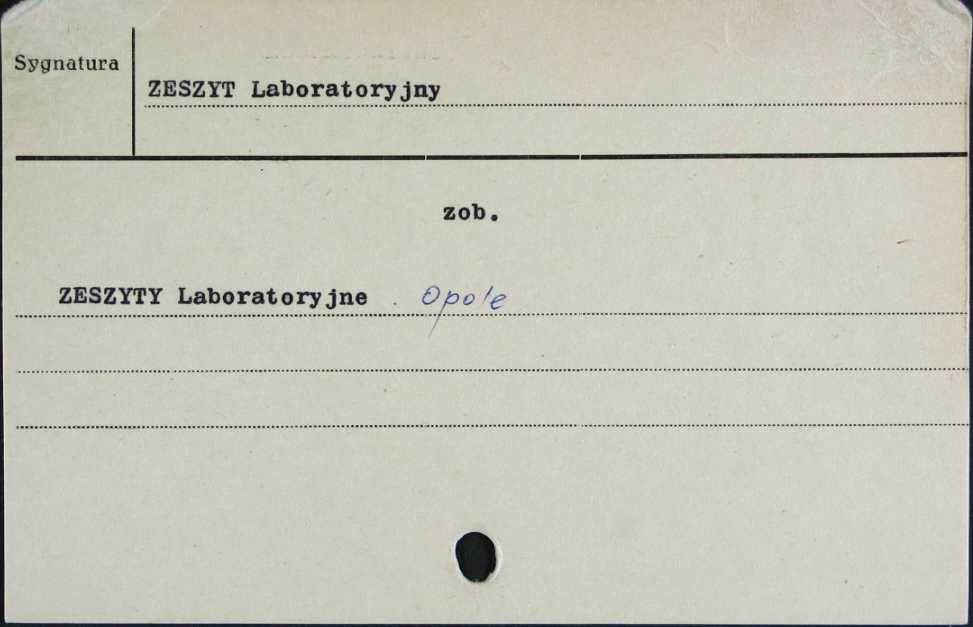 Sygnatura
ZESZYT Laboratoryjny
zob.
ZESZYTY Laboratoryjne . Opole